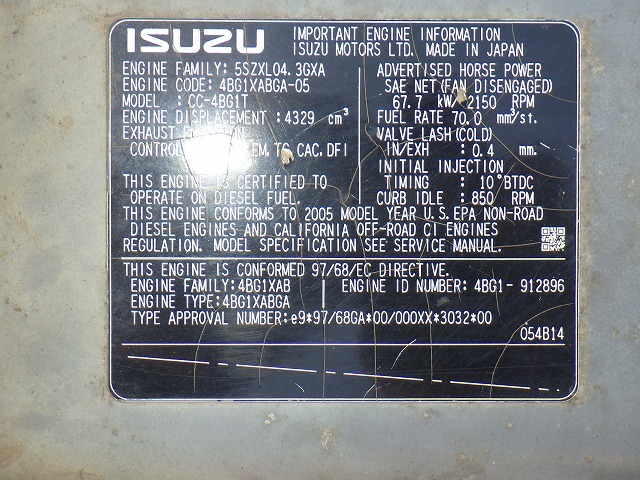 ISUZU
IMPORTANT ENGINE INFORMATION
ISUZU MOTORS LTD. MADE IN JAPAN
ENGINE FAMILY: 5SZXL04.3GXA
ENGINE CODE: 4BG1XABGA-05
MODEL : CC-4BG1T
ENGINE DISPLACEMENT: 4329 cm³
EXHAUST
CONTROL TC, CAC, DFI
THIS ENGINE IS CERTIFIED TO
OPERATE ON DIESEL FUEL.
ADVERTISED HORSE POWER
SAE NET(FAN DISENGAGED)
67.7 kW/2150 RPM
FUEL RATE 70.0 mm³/st.
VALVE LASH(COLD)
IN/EXH : 0.4 mm.
INITIAL INJECTION
TIMING : 10°BTDC
CURB IDLE: 850 RPM
THIS ENGINE CONFORMS TO 2005 MODEL YEAR U.S. EPA NON-ROAD
DIESEL ENGINES AND CALIFORNIA OFF-ROAD CI ENGINES
REGULATION. MODEL SPECIFICATION SEE SERVICE MANUAL.
THIS ENGINE IS CONFORMED 97/68/EC DIRECTIVE.
ENGINE FAMILY: 4BG1XAB
ENGINE TYPE: 4BG1XABGA
ENGINE ID NUMBER: 4BG1- 912896
TYPE APPROVAL NUMBER: e9*97/68GA*00/000XX*3032*00
054B14